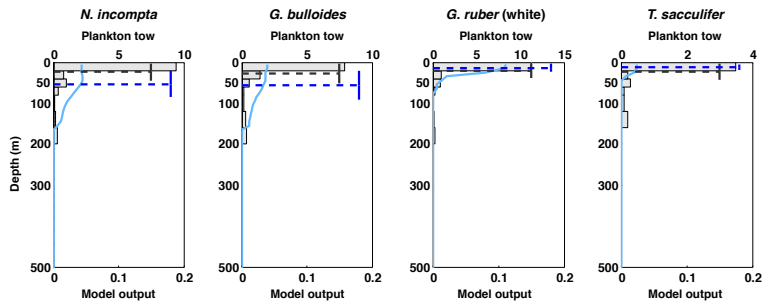 N. incompta G. bulloides G. ruber (white) T. sacculifer
Plankton tow Plankton tow Plankton tow Plankton tow
0 5 10 0 5 10 0 5 10 15 0 2 4
0 0 0 0
50 50 50 50
100 100 100 100
200 200 200 200
300 300 300 300
500 500 500 500
Depth (m)
0 0.1 0.2 0 0.1 0.2 0 0.1 0.2 0 0.1 0.2
Model output Model output Model output Model output